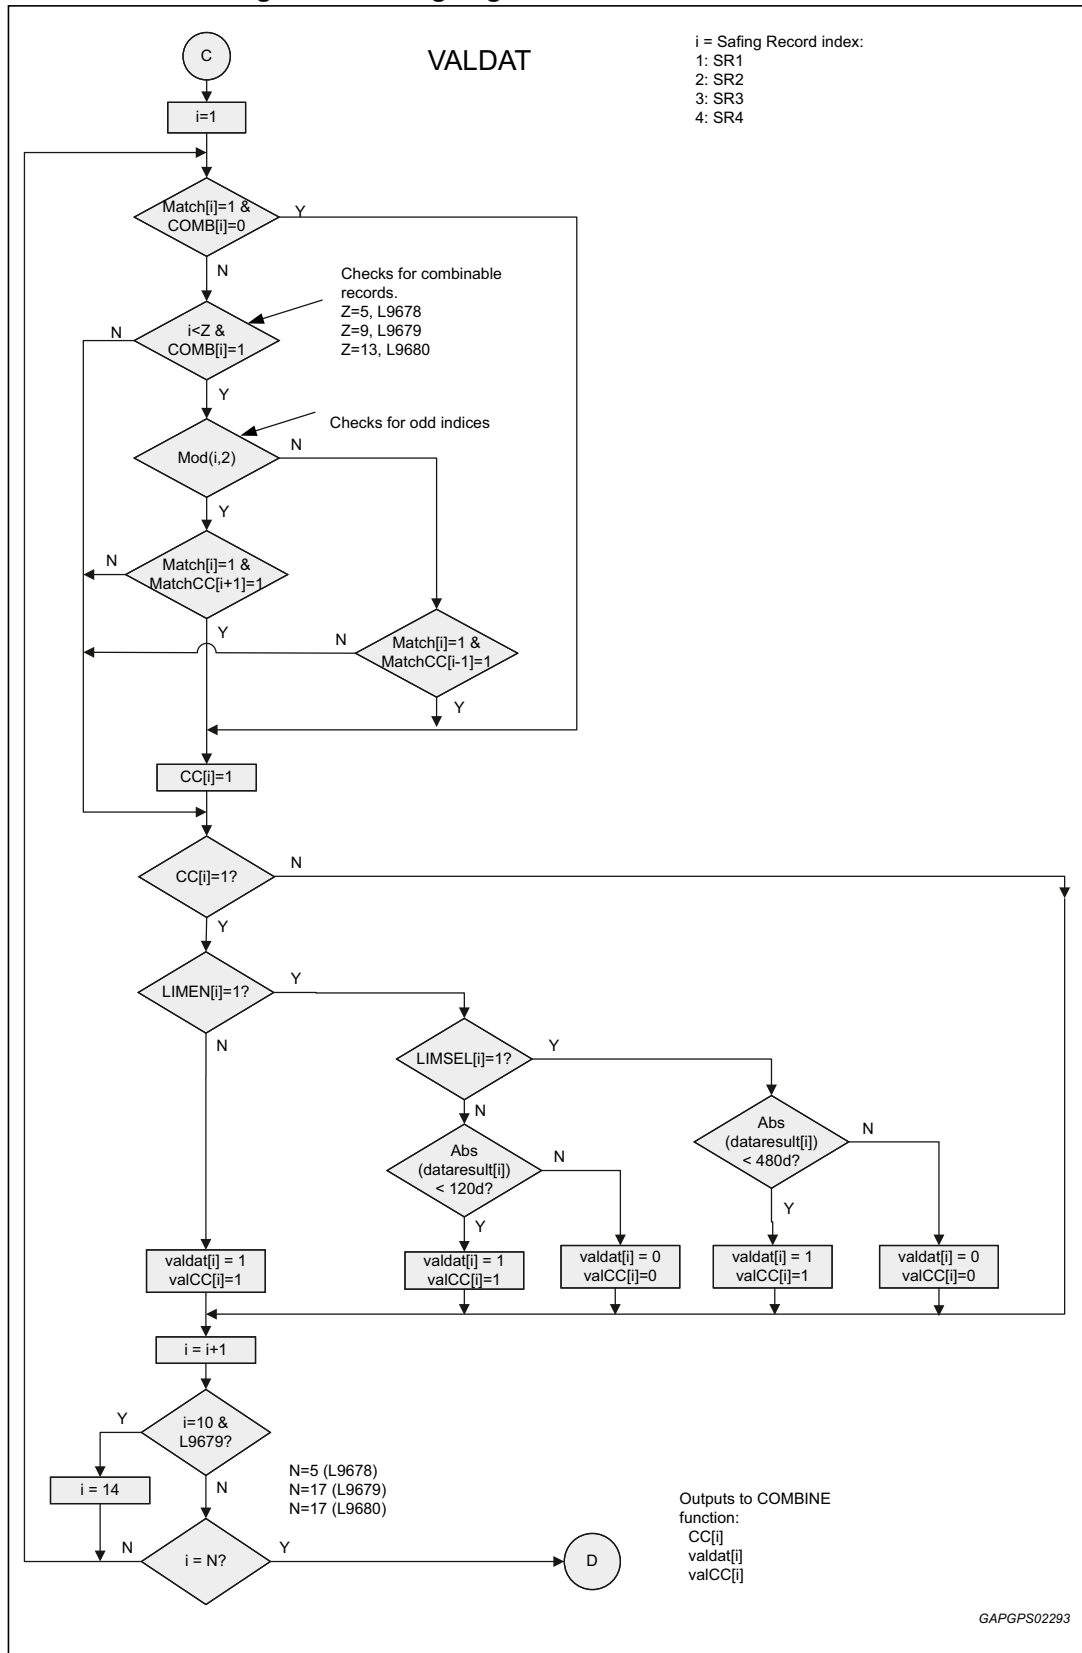 C
VALDAT
i = Safing Record index:
1: SR1
2: SR2
3: SR3
4: SR4
i=1
Match[i]=1 &
COMB[i]=0
Y
N
Checks for combinable
records.
Z=5, L9678
Z=9, L9679
Z=13, L9680
i<Z &
COMB[i]=1
N
Y
Checks for odd indices
Mod(i,2)
N
Y
Match[i]=1 &
MatchCC[i+1]=1
N
Y
Match[i]=1 &
MatchCC[i-1]=1
N
Y
CC[i]=1
CC[i]=1?
N
Y
LIMEN[i]=1?
Y
N
LIMSEL[i]=1?
Y
N
Abs
(dataresult[i])
< 120d?
N
Y
Abs
(dataresult[i])
< 480d?
N
Y
valdat[i] = 1
valCC[i]=1
valdat[i] = 1
valCC[i]=1
valdat[i] = 0
valCC[i]=0
valdat[i] = 1
valCC[i]=1
valdat[i] = 0
valCC[i]=0
i = i+1
i=10 &
L9679?
Y
N
i = 14
N=5 (L9678)
N=17 (L9679)
N=17 (L9680)
i = N?
N
Y
D
Outputs to COMBINE
function:
CC[i]
valdat[i]
valCC[i]
GAPGPS02293